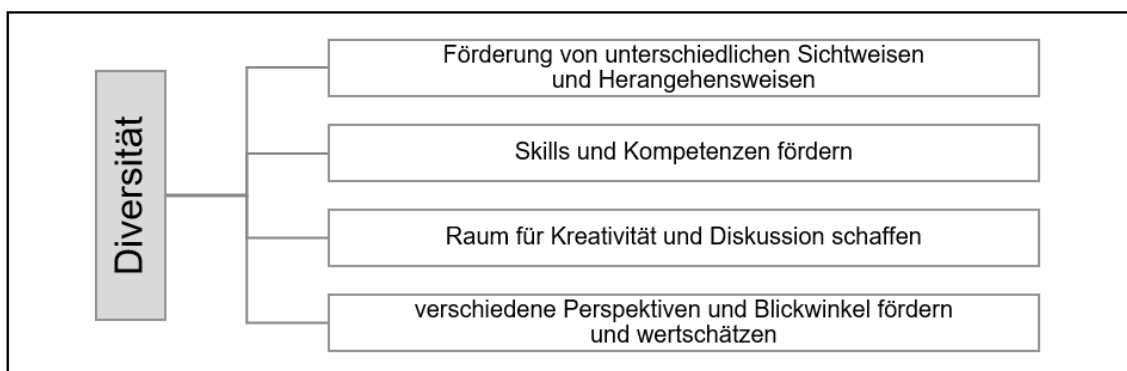 Diversität
Förderung von unterschiedlichen Sichtweisen
und Herangehensweisen
Skills und Kompetenzen fördern
Raum für Kreativität und Diskussion schaffen
verschiedene Perspektiven und Blickwinkel fördern
und wertschätzen